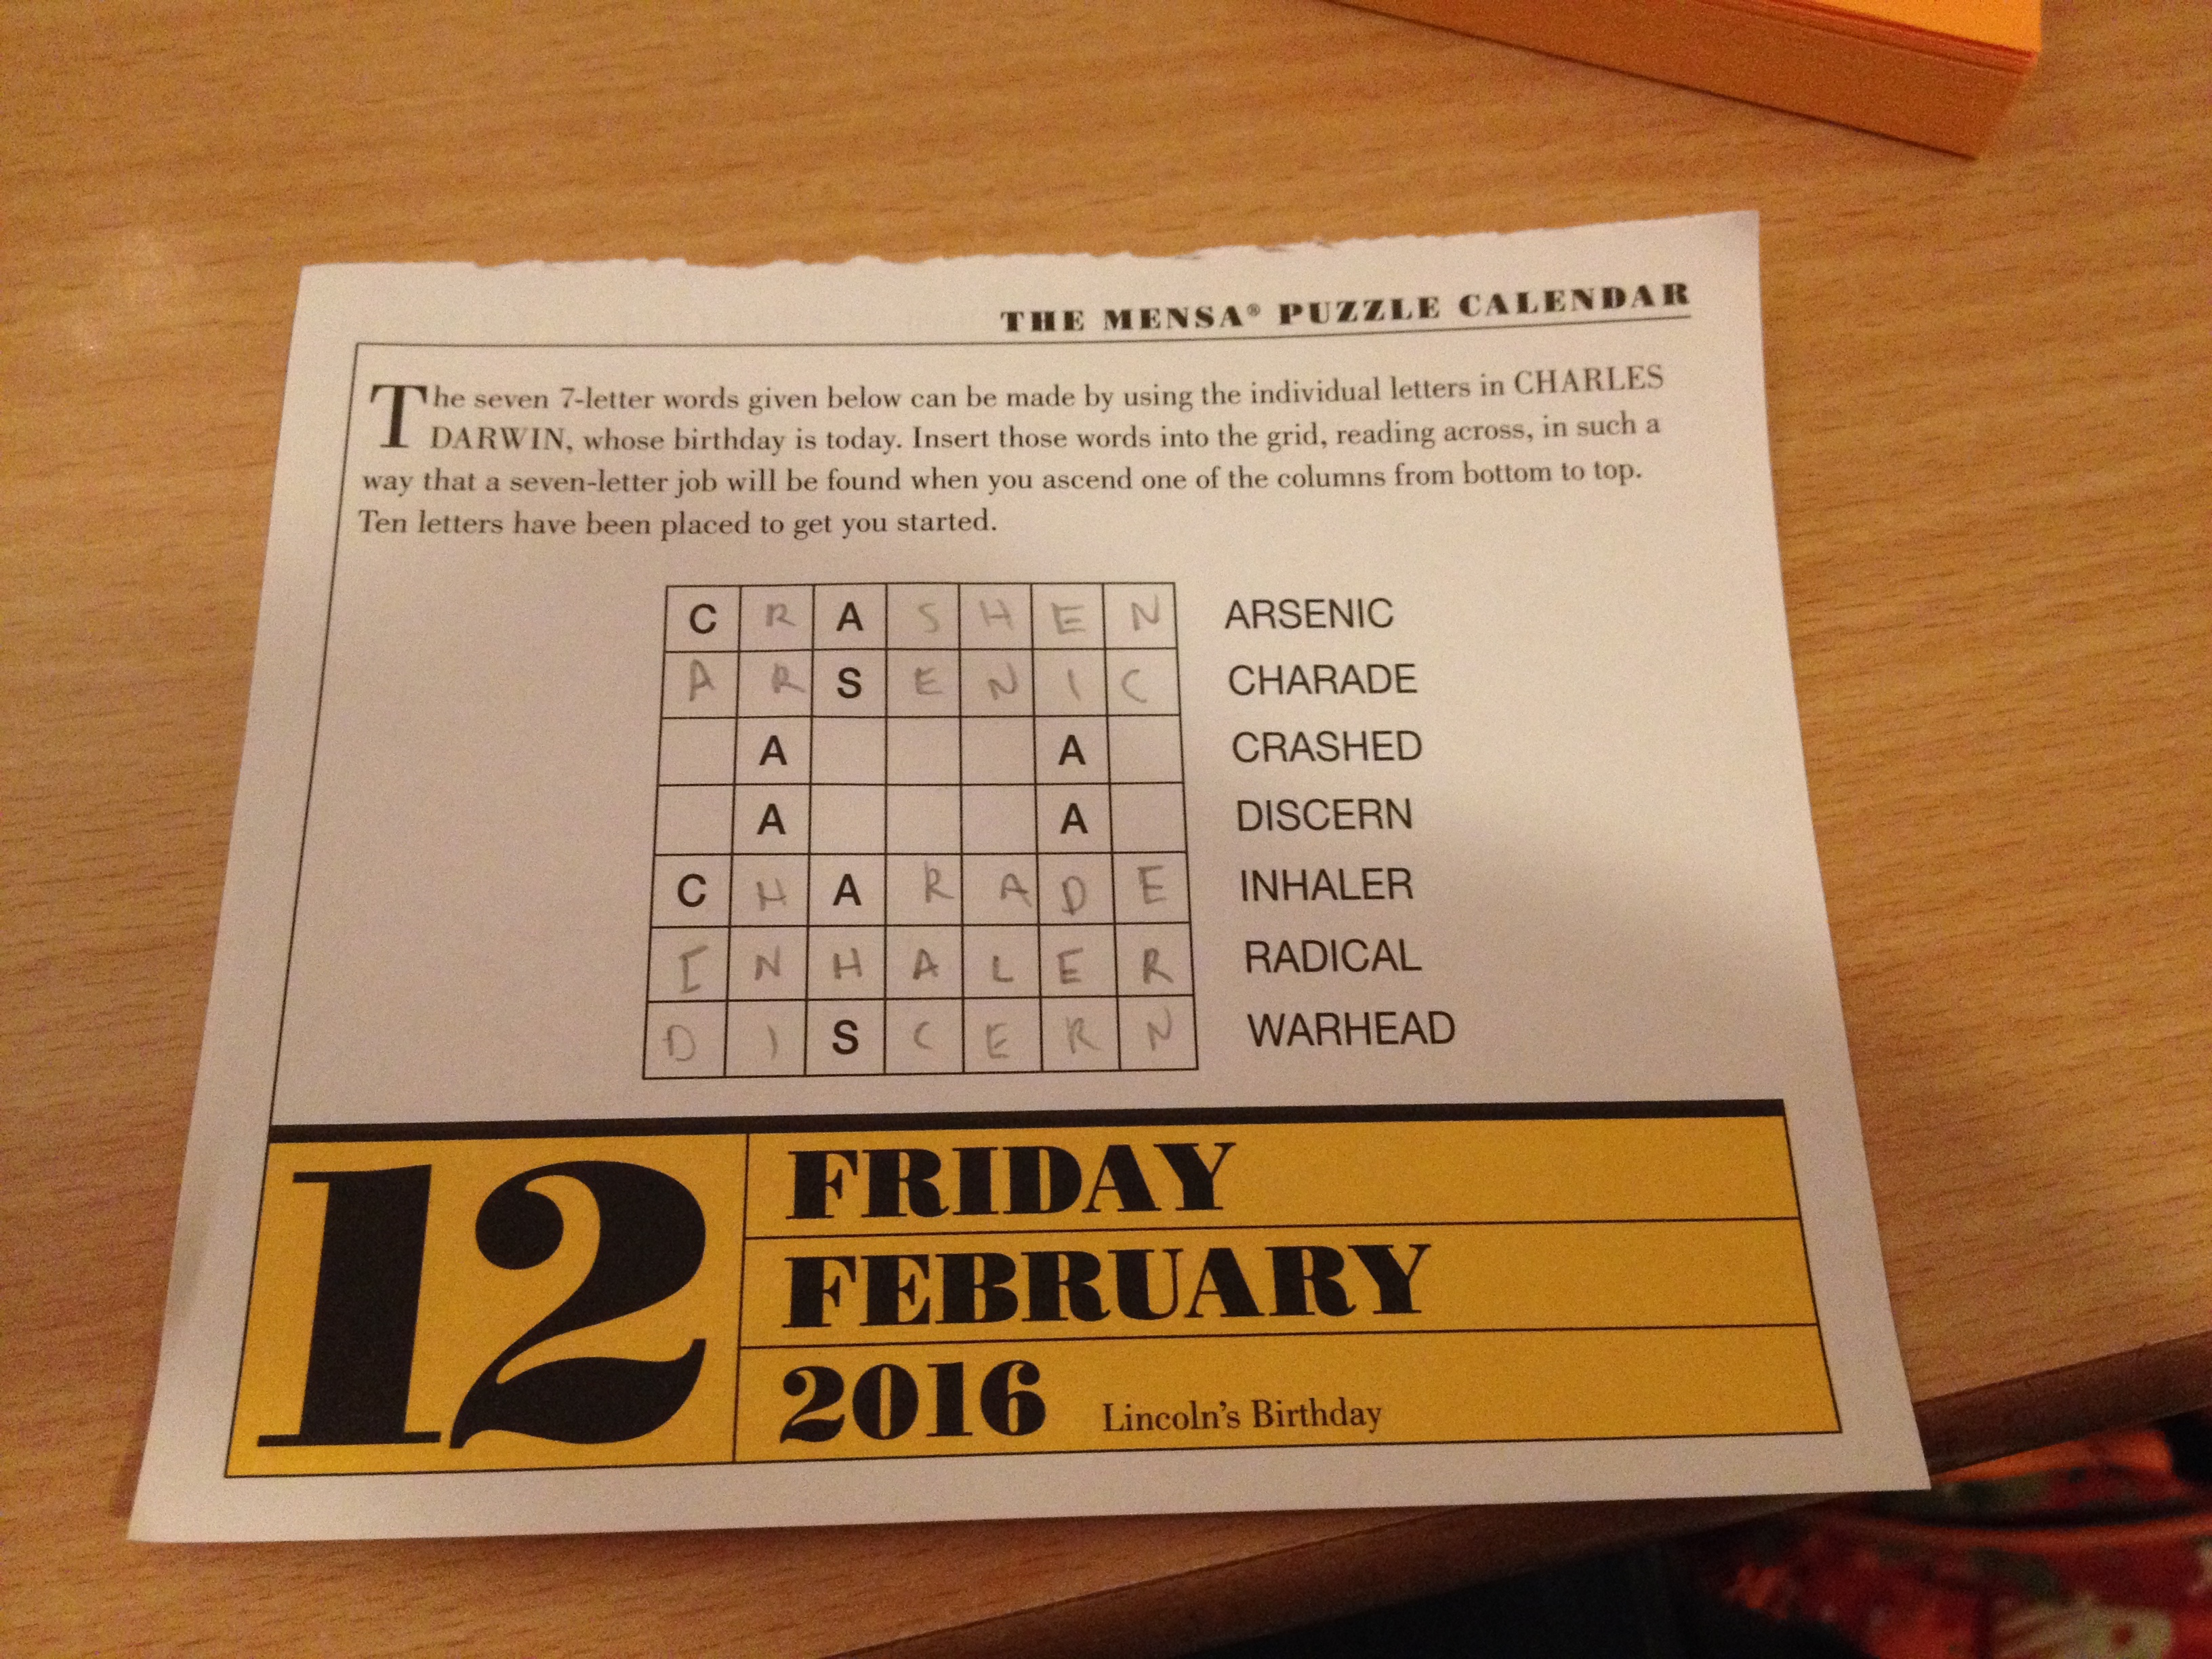 THE MENSA® PUZZLE CALENDAR
The seven 7-letter words given below can be made by using the individual letters in CHARLES
DARWIN, whose birthday is today. Insert those words into the grid, reading across, in such a
way that a seven-letter job will be found when you ascend one of the columns from bottom to top.
Ten letters have been placed to get you started.
C R A S H E N ARSENIC
A R S E N I C CHARADE
A A CRASHED
A A DISCERN
C H A R A D E INHALER
I N H A L E R RADICAL
D I S C E R N WARHEAD
12 FRIDAY
FEBRUARY
2016 Lincoln's Birthday